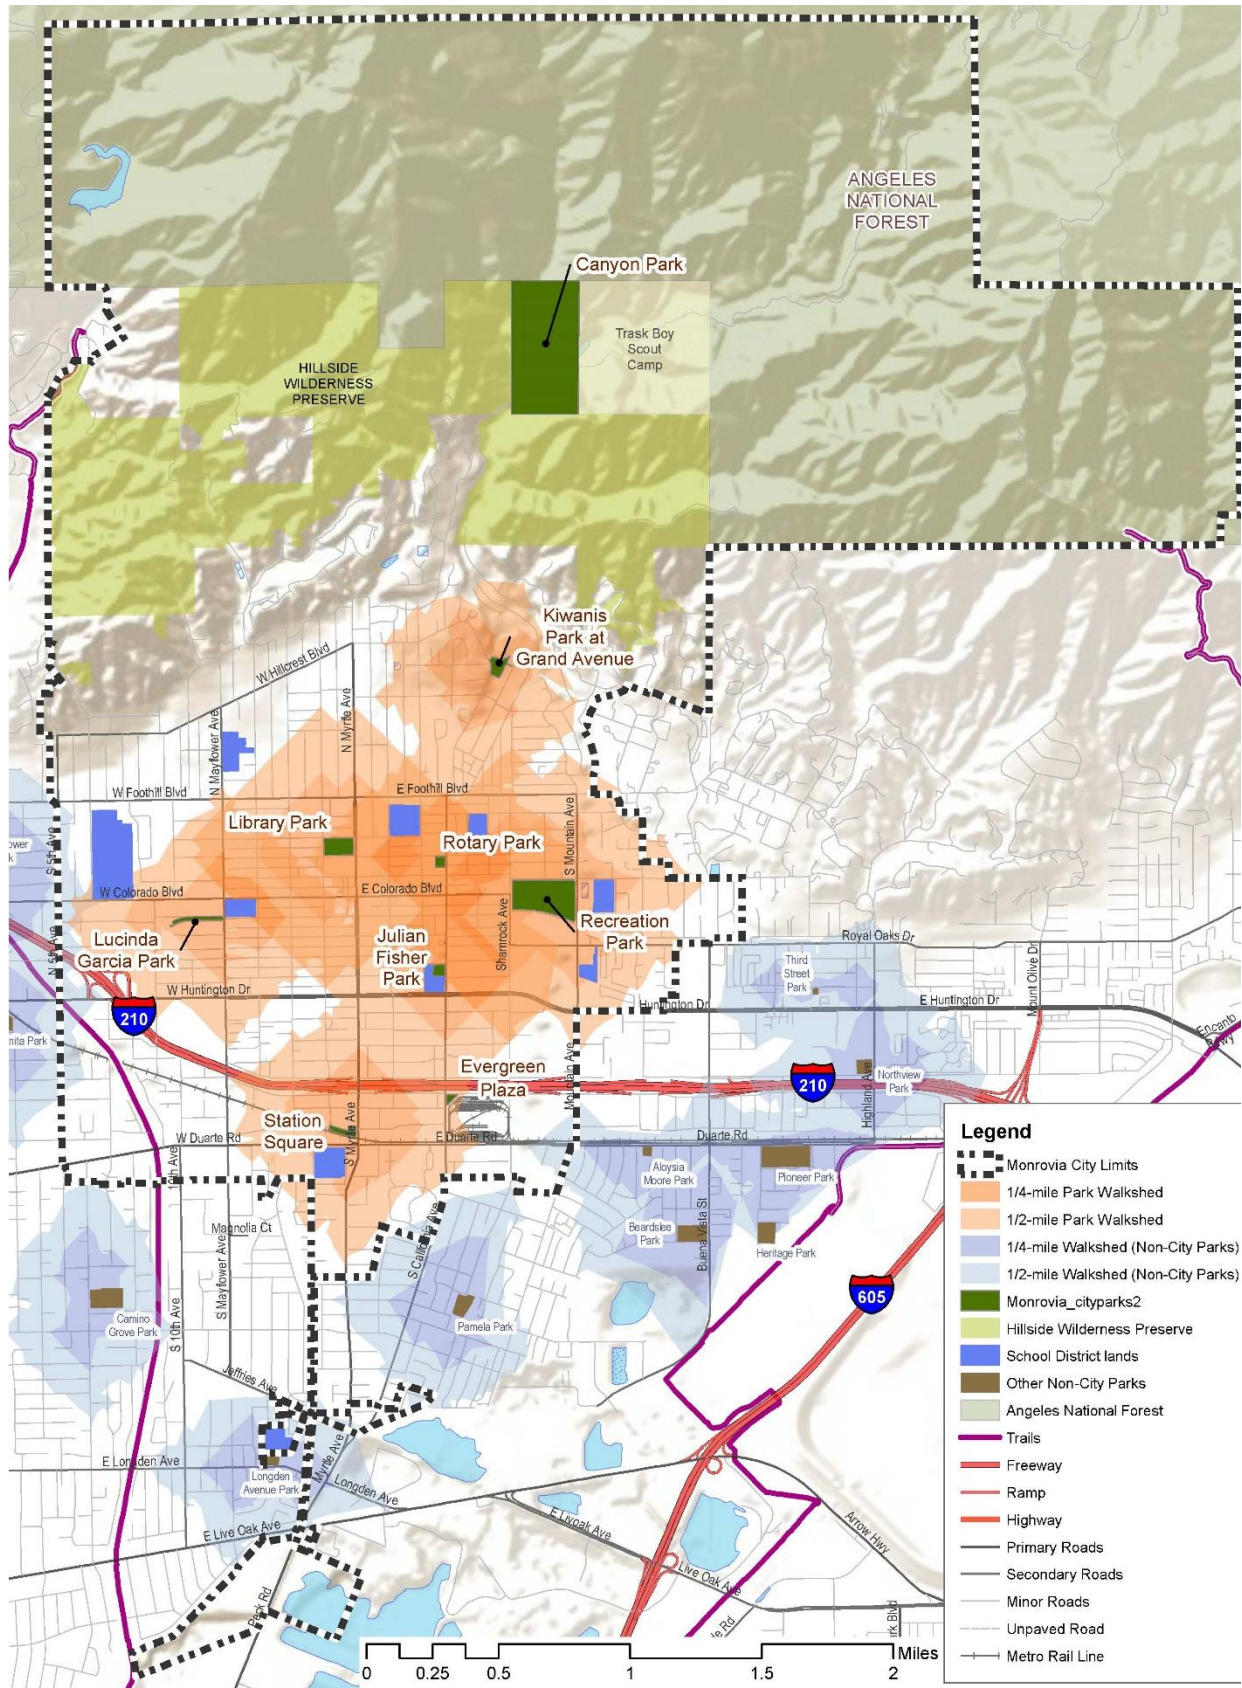 ANGELES
NATIONAL
FOREST
Canyon Park
Trask Boy
Scout
Camp
HILLSIDE
WILDERNESS
PRESERVE
Kiwanis
Park at
Grand Avenue
W Hillcrest Blvd
N Mayflower Ave
N Myrtle Ave
W Foothill Blvd
E Foothill Blvd
Library Park
Rotary Park
S Mountain Ave
S 5th Ave
W Colorado Blvd
E Colorado Blvd
Lucinda
Garcia Park
Julian
Fisher
Park
Shamrock Ave
Recreation
Park
N 5th Ave
Royal Oaks Dr
Third
Street
Park
Mount Olive Dr
W Huntington Dr
Huntington Dr
E Huntington Dr
Encanto
Pkwy
210
nita Park
Evergreen
Plaza
Mountain Ave
210
Highland Ave
Northview
Park
Station
Square
S Myrtle Ave
W Duarte Rd
E Duarte Rd
Duarte Rd
10th Ave
Aloysia
Moore Park
Pioneer Park
Buena Vista St
Beardslee
Park
Heritage Park
Magnolia Ct
S California Ave
S Mayflower Ave
605
Camino
Grove Park
S 10th Ave
Pamela Park
Jeffries Ave
Myrtle Ave
E Longden Ave
Longden
Avenue Park
Longden Ave
E Live Oak Ave
E Livoak Ave
Arrow Hwy
Live Oak Ave
Peck Rd
Legend
Monrovia City Limits
1/4-mile Park Walkshed
1/2-mile Park Walkshed
1/4-mile Walkshed (Non-City Parks)
1/2-mile Walkshed (Non-City Parks)
Monrovia_cityparks2
Hillside Wilderness Preserve
School District lands
Other Non-City Parks
Angeles National Forest
Trails
Freeway
Ramp
Highway
Primary Roads
Secondary Roads
Minor Roads
Unpaved Road
Metro Rail Line
Miles
0 0.25 0.5 1 1.5 2